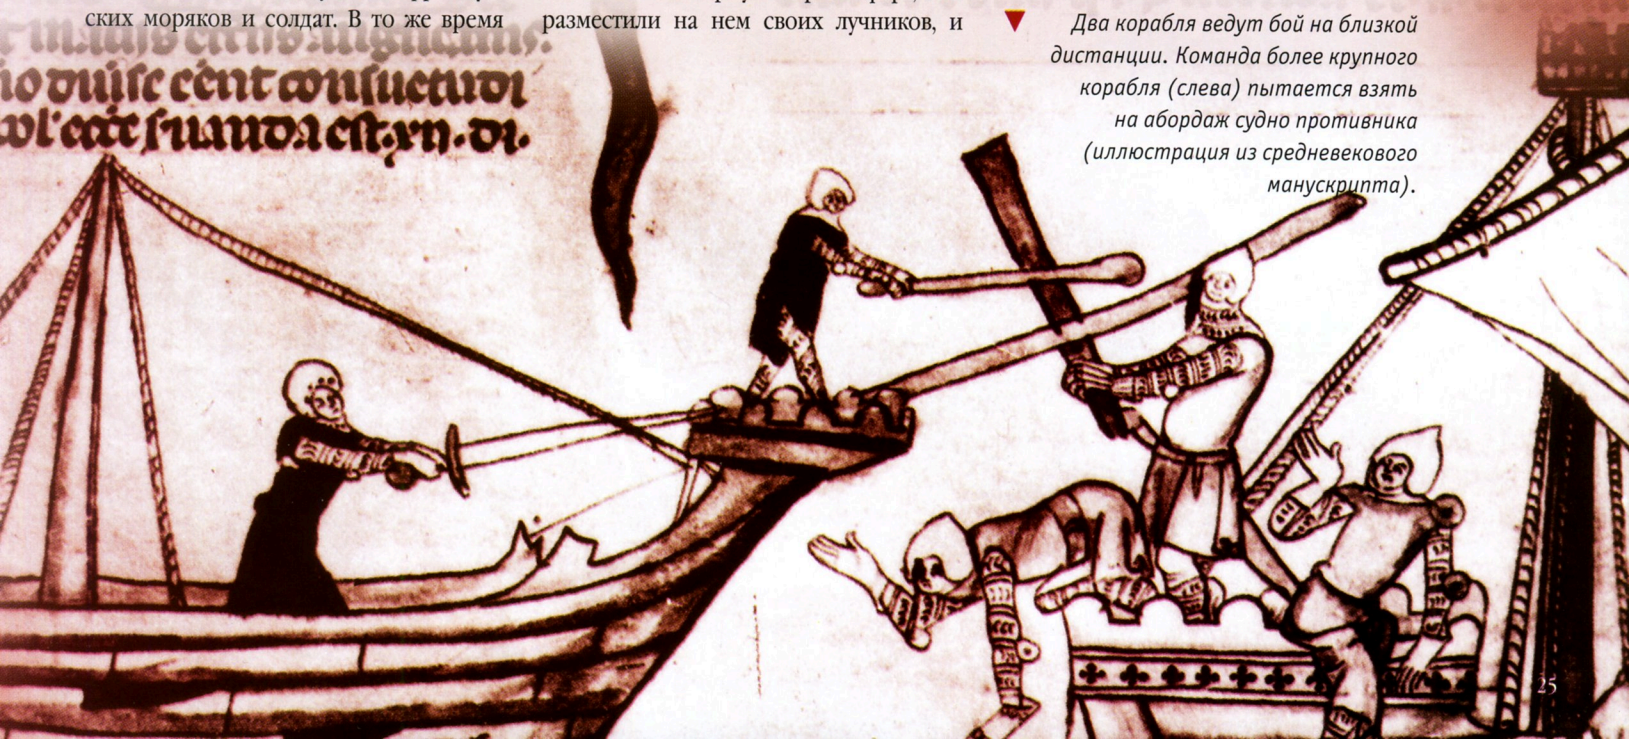 ских моряков и солдат. В то же время
разместили на нем своих лучников, и
Два корабля ведут бой на близкой
дистанции. Команда более крупного
корабля (слева) пытается взять
на абордаж судно противника
(иллюстрация из средневекового
манускрипта).
25